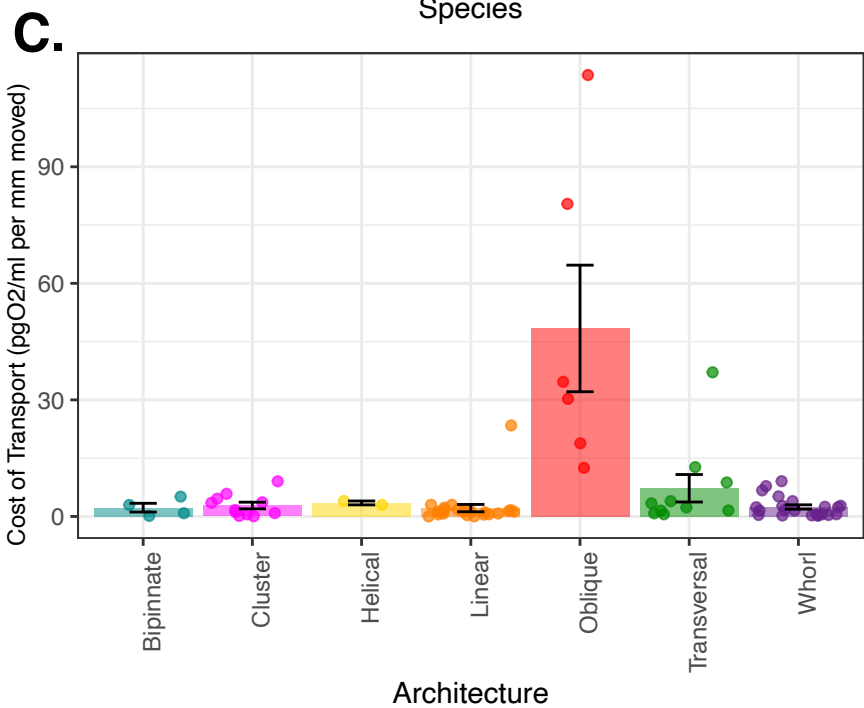 Species
C.
Cost of Transport (pgO2/ml per mm moved)
90
60
30
0
Bipinnate
Cluster
Helical
Linear
Oblique
Transversal
Whorl
Architecture